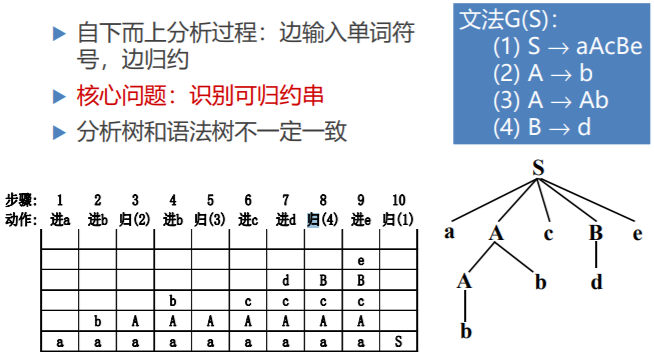 ▶ 自下而上分析过程：边输入单词符
号，边归约
▶ 核心问题：识别可归约串
▶ 分析树和语法树不一定一致
文法G(S)：
(1) S → aAcBe
(2) A → b
(3) A → Ab
(4) B → d
步骤： 1 2 3 4 5 6 7 8 9 10
动作： 进a 进b 归(2) 进b 归(3) 进c 进d 归(4) 进e 归(1)
e
d B B
b c c c c
b A A A A A A A
a a a a a a a a a S
S
a A c B e
A b d
b